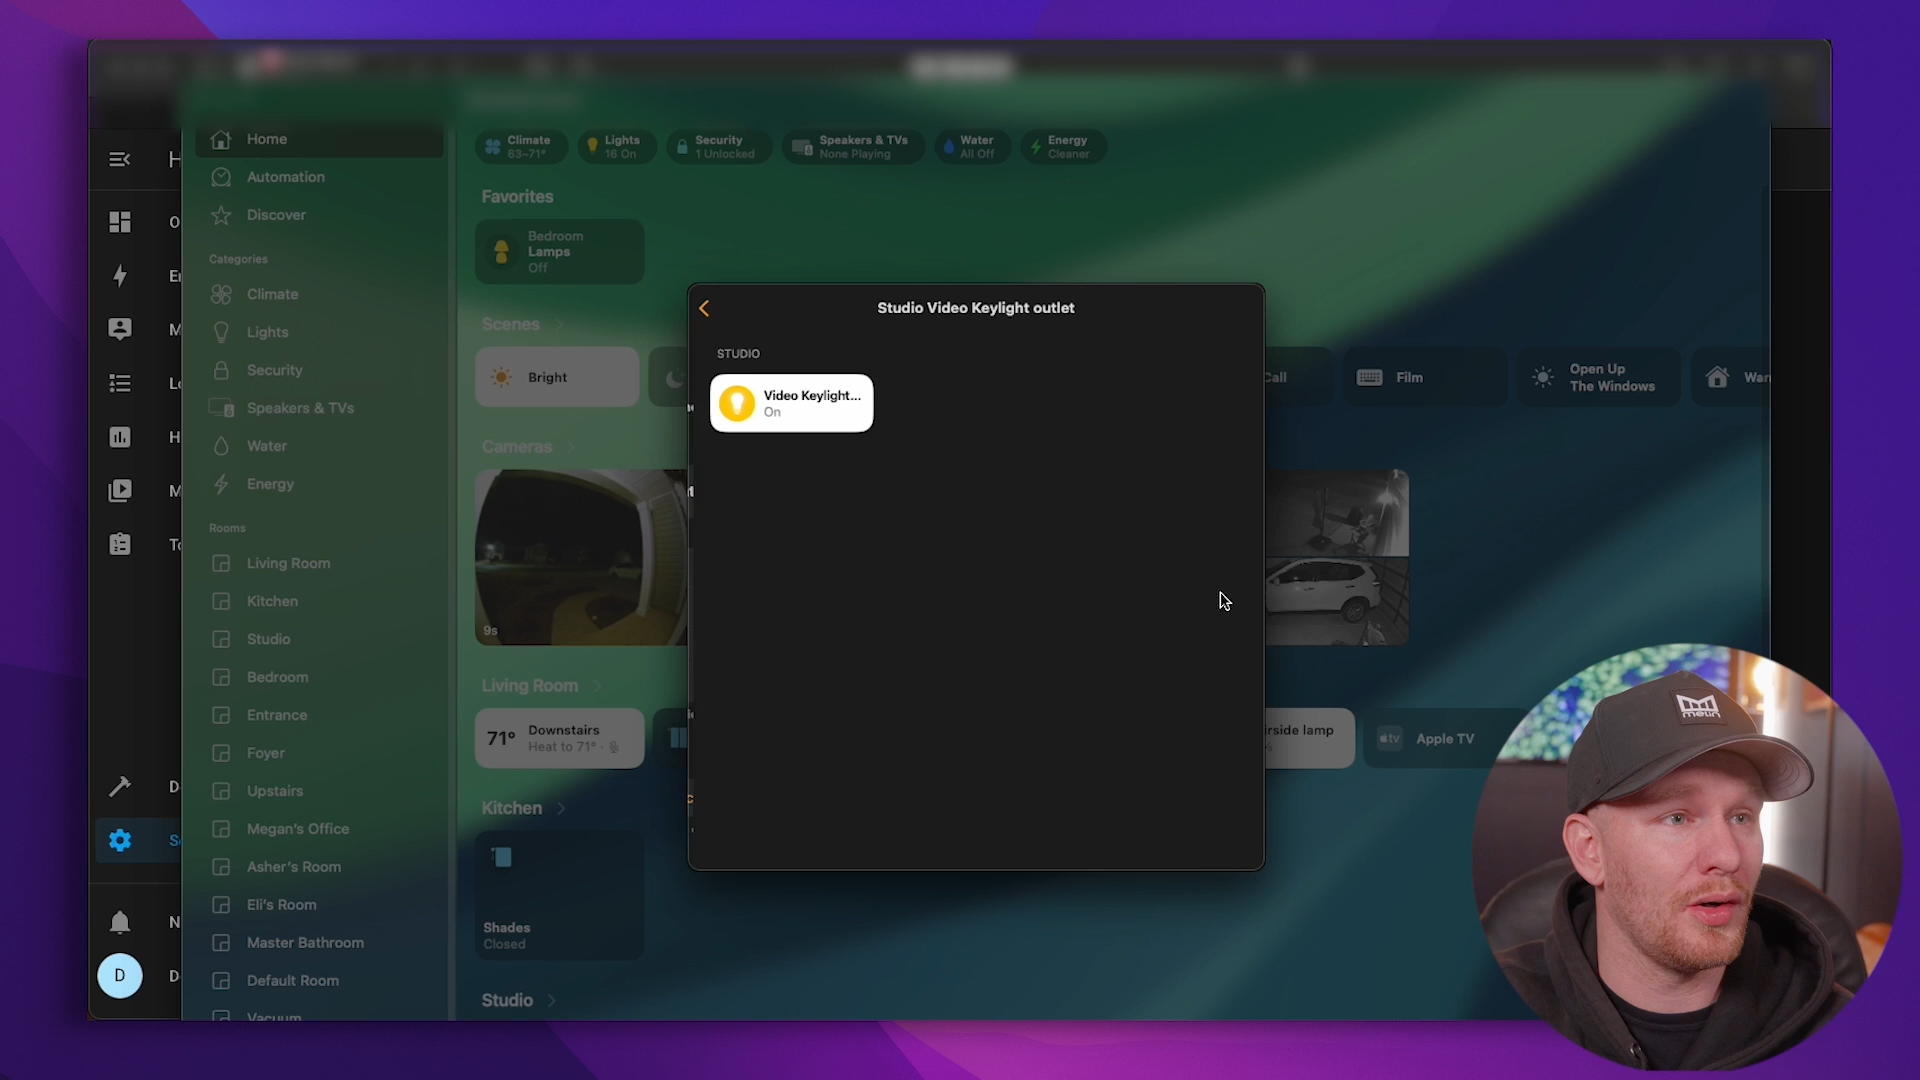 Home
Automation
Discover
Categories
Climate
Lights
Security
Speakers & TVs
Water
Energy
Rooms
Living Room
Kitchen
Studio
Bedroom
Entrance
Foyer
Upstairs
Megan's Office
Asher's Room
Eli's Room
Master Bathroom
Default Room
Vacuum
D
Climate
63–71°
Lights
16 On
Security
1 Unlocked
Speakers & TVs
None Playing
Water
All Off
Energy
Cleaner
Favorites
Bedroom
Lamps
Off
Scenes
Bright
Call
Film
Open Up
The Windows
Cameras
9s
Living Room
71°
Downstairs
Heat to 71°
irside lamp
tv
Apple TV
Kitchen
Shades
Closed
Studio
Studio Video Keylight outlet
STUDIO
Video Keylight...
On
melin